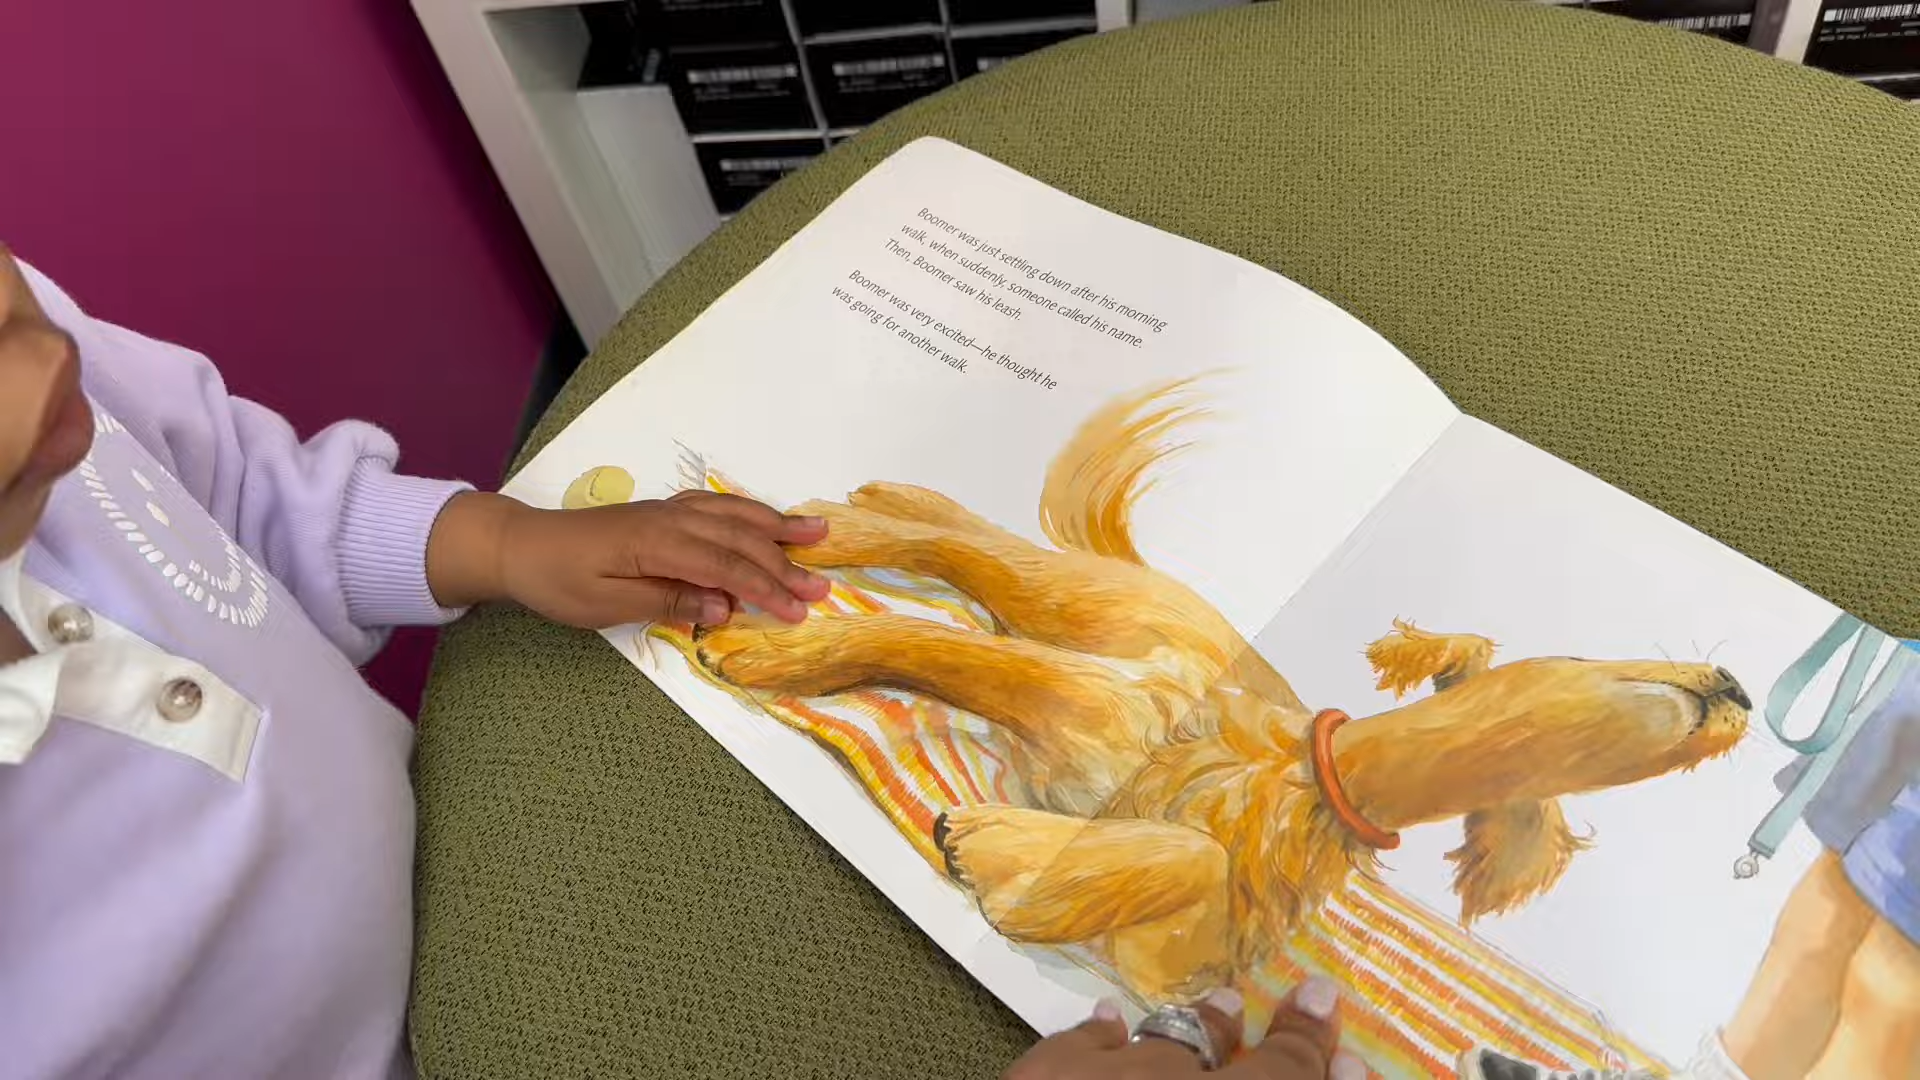 Boomer was just settling down after his morning
walk, when suddenly, someone called his name.
Then, Boomer saw his leash.
Boomer was very excited—he thought he
was going for another walk.